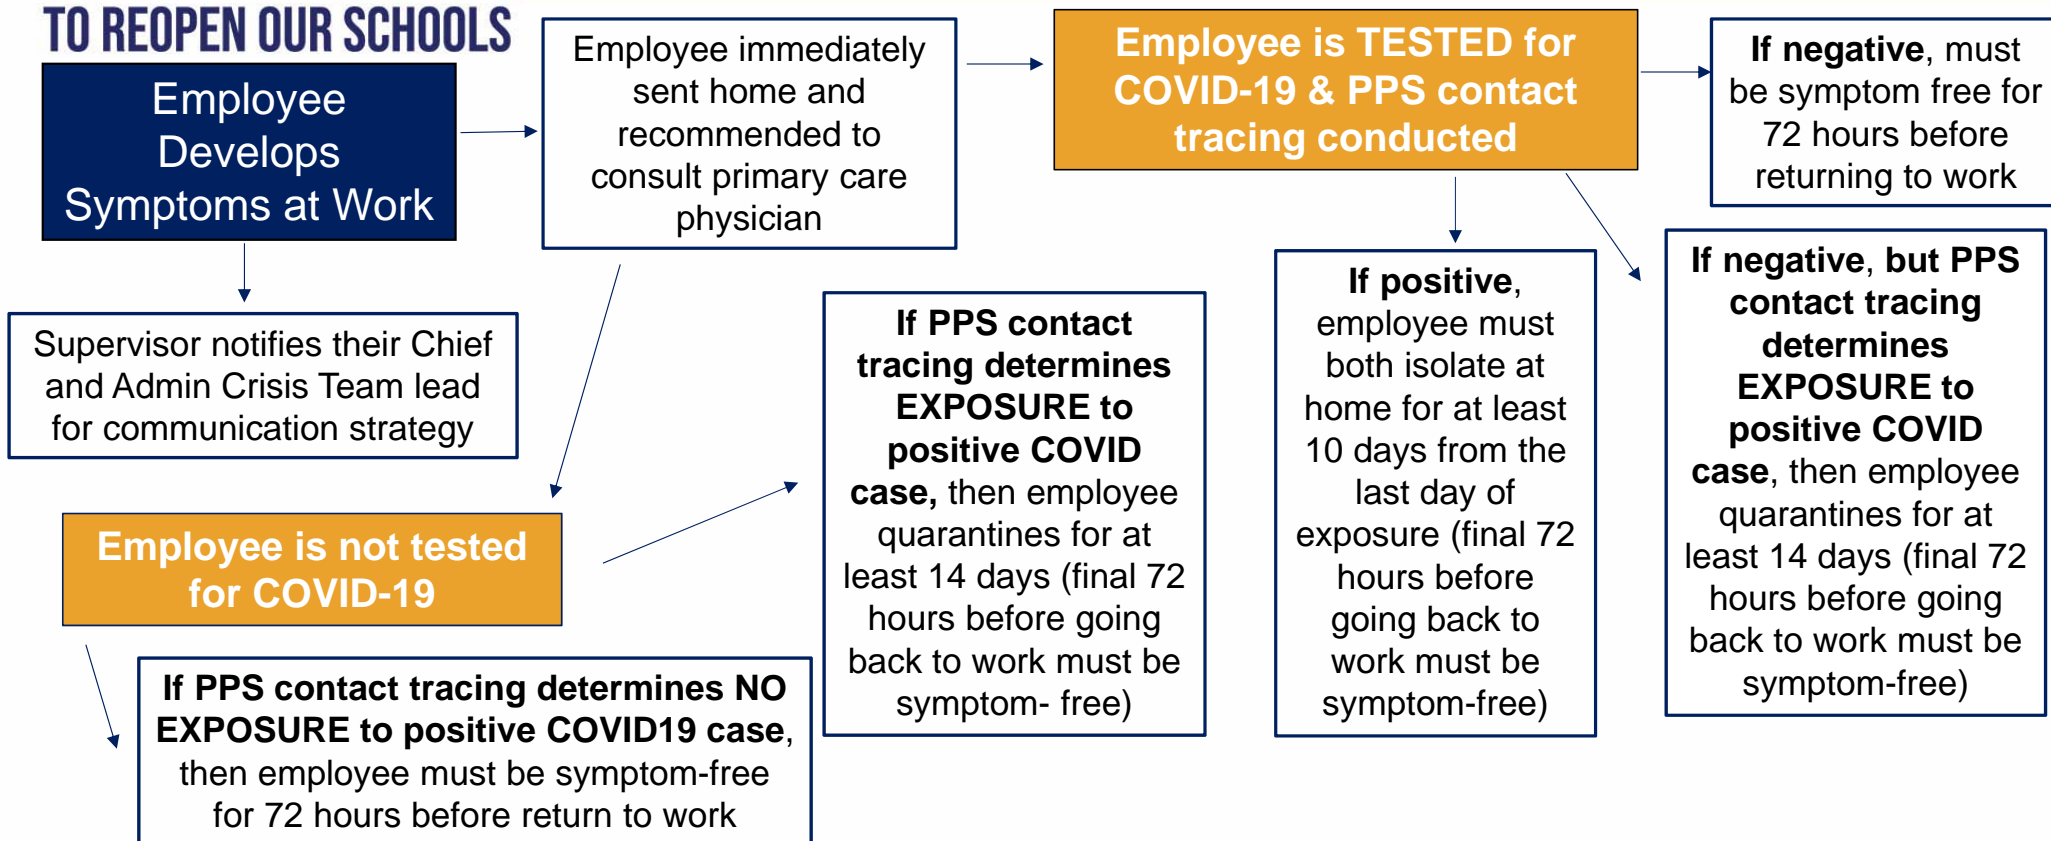 TO REOPEN OUR SCHOOLS
Employee
Develops
Symptoms at Work
Employee immediately
sent home and
recommended to
consult primary care
physician
Employee is TESTED for
COVID-19 & PPS contact
tracing conducted
If negative, must
be symptom free for
72 hours before
returning to work
Supervisor notifies their Chief
and Admin Crisis Team lead
for communication strategy
If PPS contact
tracing determines
EXPOSURE to
positive COVID
case, then employee
quarantines for at
least 14 days (final 72
hours before going
back to work must be
symptom- free)
If positive,
employee must
both isolate at
home for at least
10 days from the
last day of
exposure (final 72
hours before
going back to
work must be
symptom-free)
If negative, but PPS
contact tracing
determines
EXPOSURE to
positive COVID
case, then employee
quarantines for at
least 14 days (final 72
hours before going
back to work must be
symptom-free)
Employee is not tested
for COVID-19
If PPS contact tracing determines NO
EXPOSURE to positive COVID19 case,
then employee must be symptom-free
for 72 hours before return to work